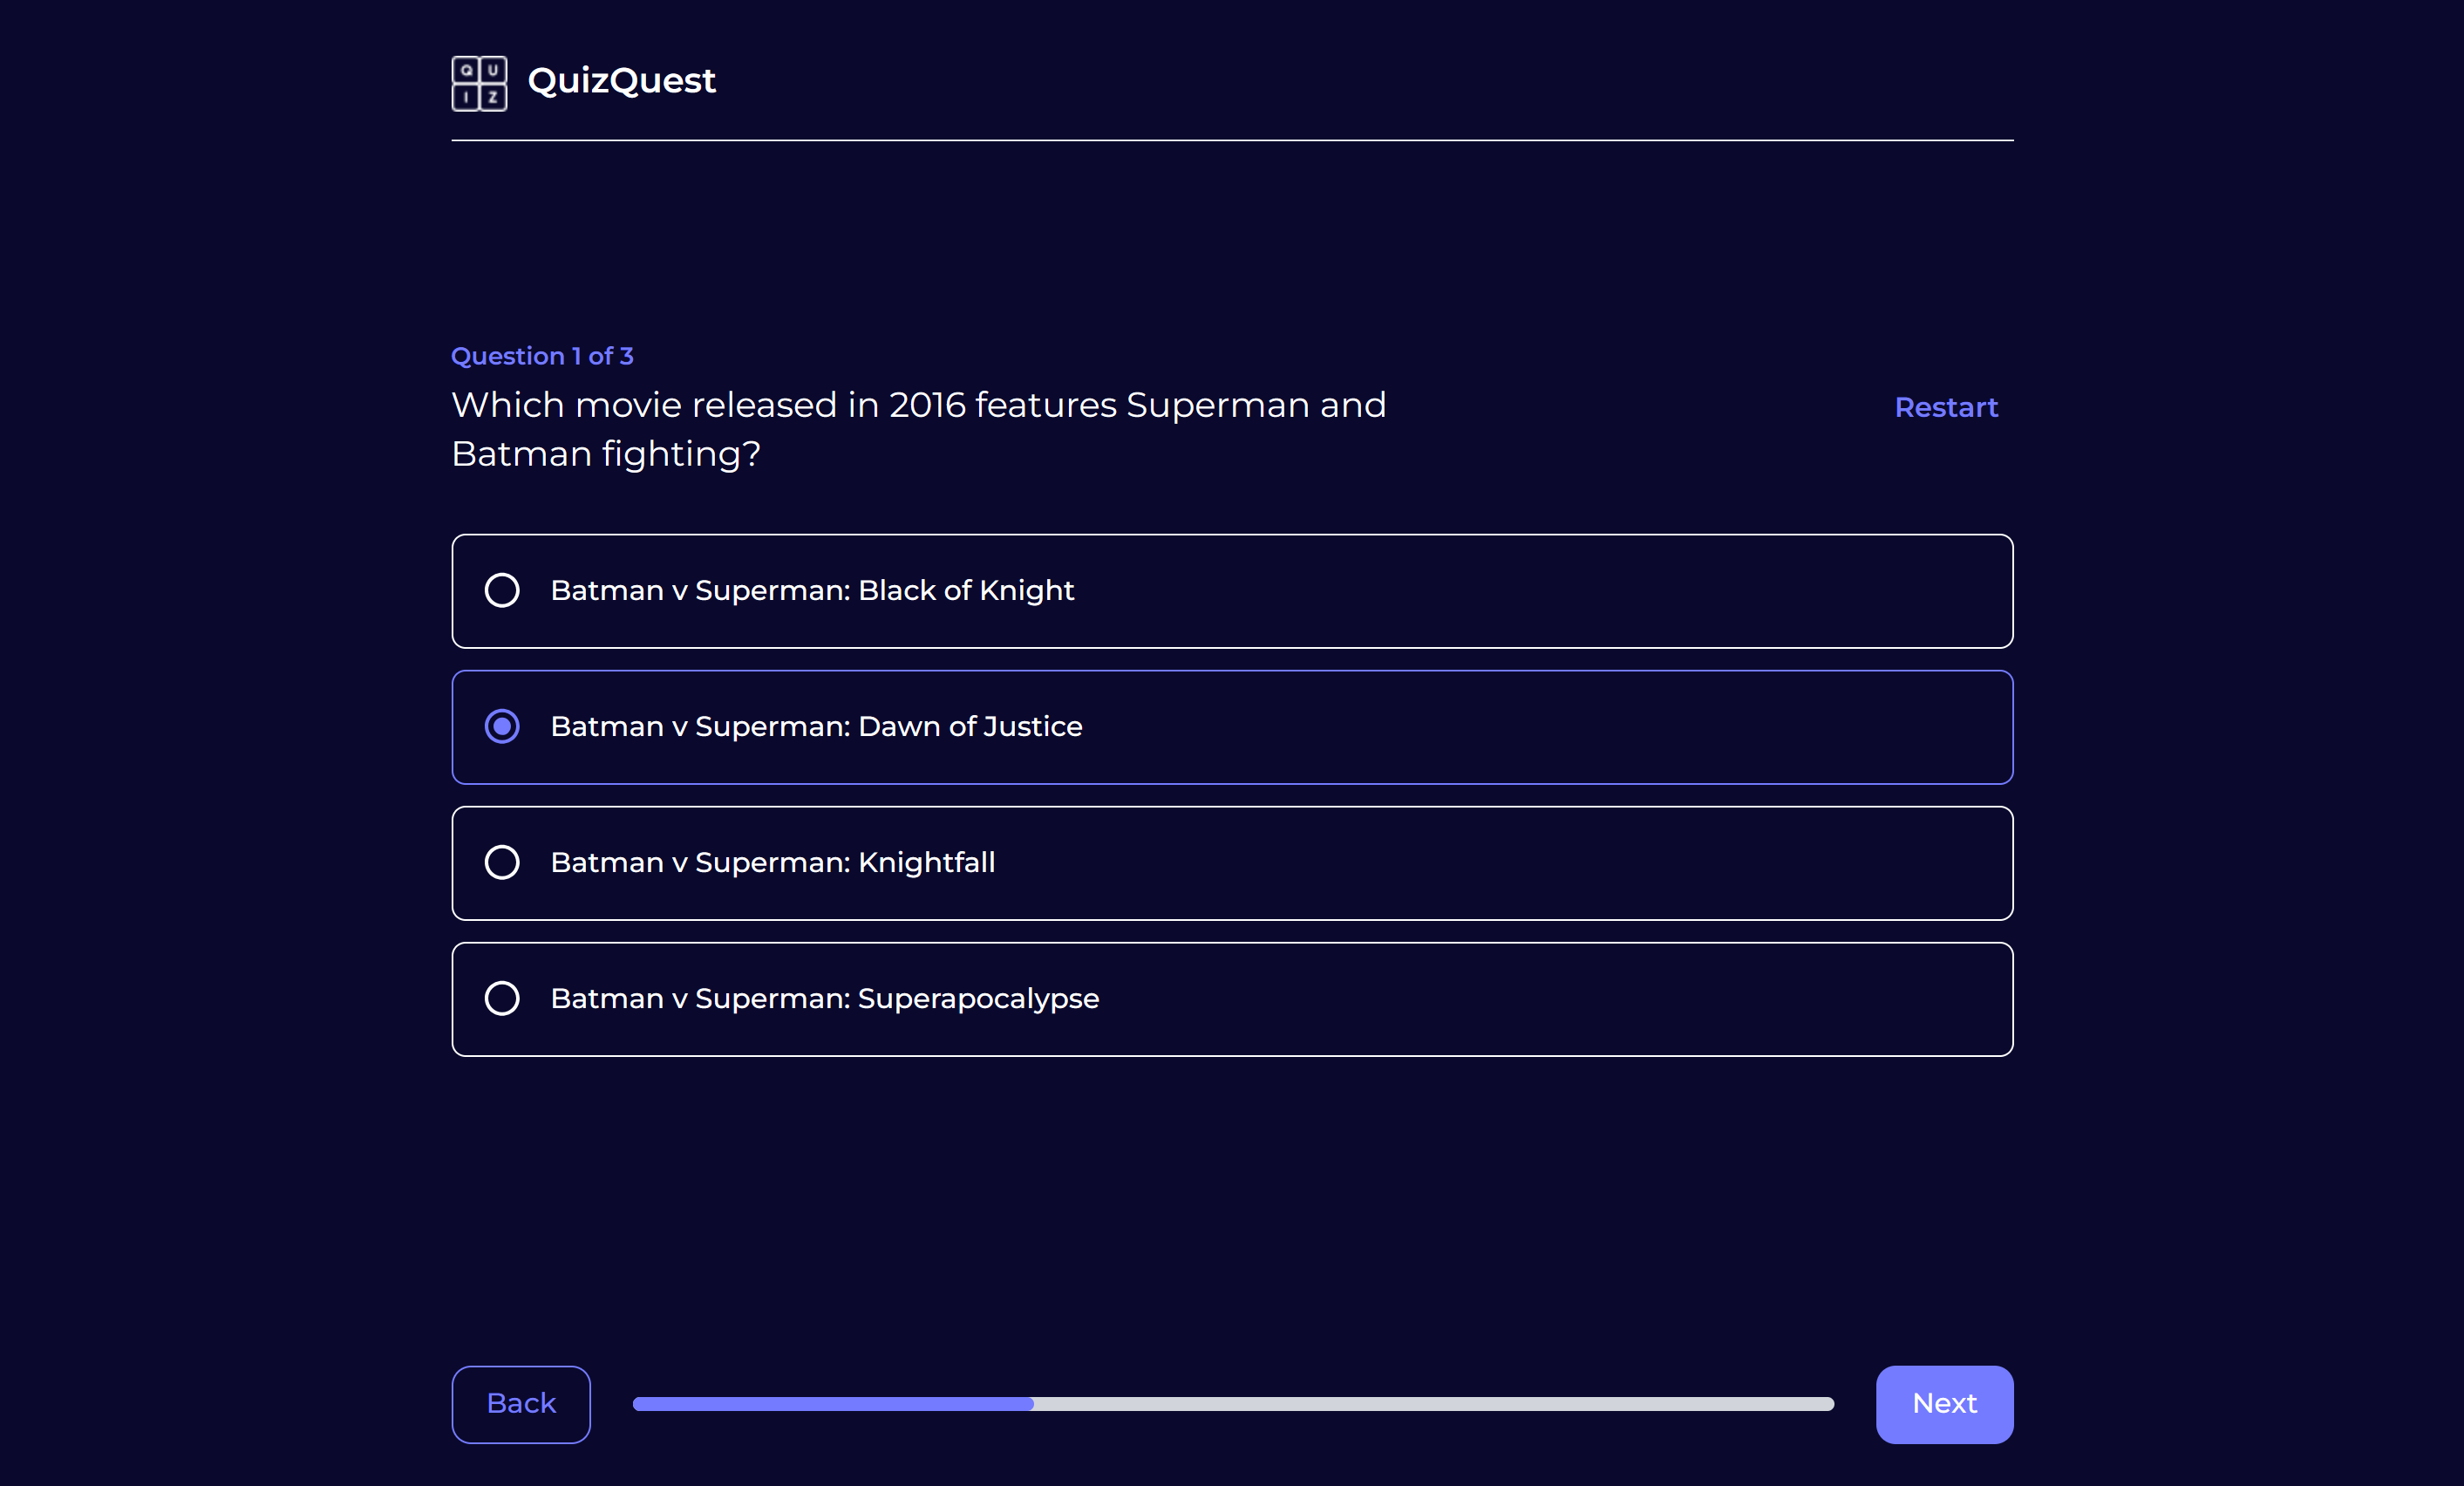 Q U
I Z
QuizQuest
Question 1 of 3
Which movie released in 2016 features Superman and
Batman fighting?
Restart
Batman v Superman: Black of Knight
Batman v Superman: Dawn of Justice
Batman v Superman: Knightfall
Batman v Superman: Superapocalypse
Back
Next